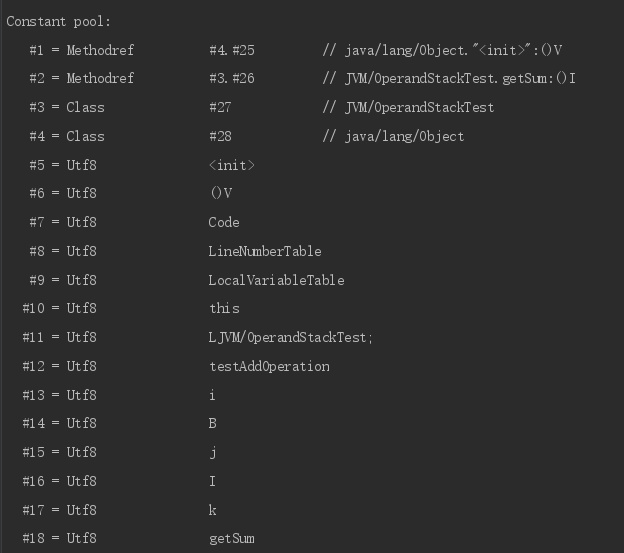 Constant pool:
#1 = Methodref #4.#25 // java/lang/Object."<init>":()V
#2 = Methodref #3.#26 // JVM/OperandStackTest.getSum:()I
#3 = Class #27 // JVM/OperandStackTest
#4 = Class #28 // java/lang/Object
#5 = Utf8 <init>
#6 = Utf8 ()V
#7 = Utf8 Code
#8 = Utf8 LineNumberTable
#9 = Utf8 LocalVariableTable
#10 = Utf8 this
#11 = Utf8 LJVM/OperandStackTest;
#12 = Utf8 testAddOperation
#13 = Utf8 i
#14 = Utf8 B
#15 = Utf8 j
#16 = Utf8 I
#17 = Utf8 k
#18 = Utf8 getSum